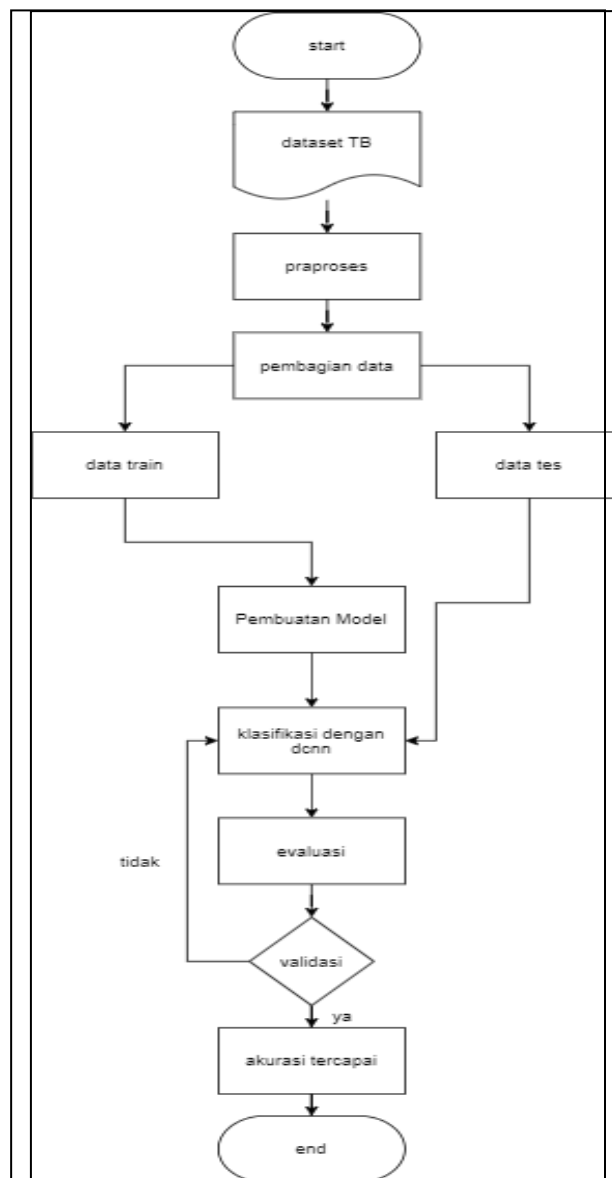 start
dataset TB
praproses
pembagian data
data train
data tes
Pembuatan Model
klasifikasi dengan
dcnn
evaluasi
tidak
validasi
ya
akurasi tercapai
end